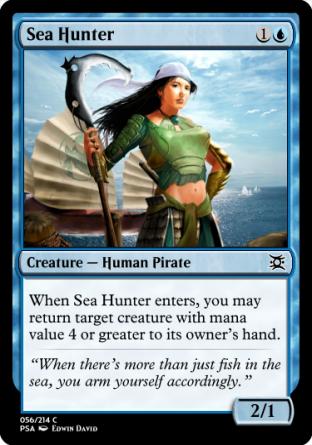 Sea Hunter 1
Creature — Human Pirate
When Sea Hunter enters, you may
return target creature with mana
value 4 or greater to its owner's hand.
“When there's more than just fish in the
sea, you arm yourself accordingly.”
2/1
056/214 C
PSA Edwin David